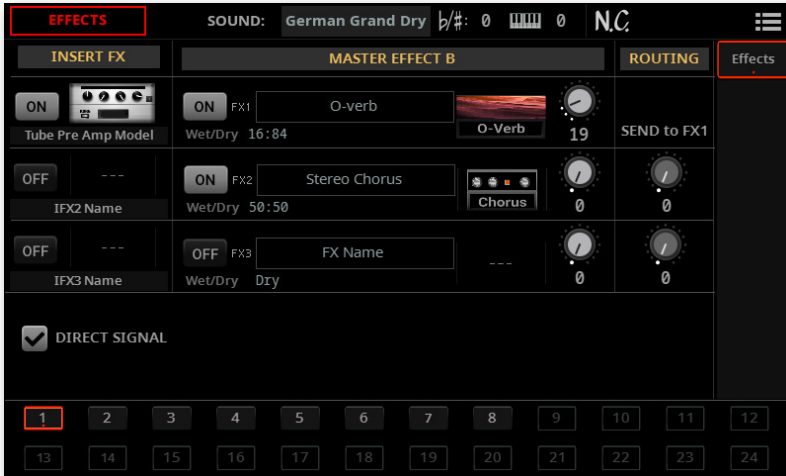 EFFECTS SOUND: German Grand Dry b/#: 0 0 N.C.
INSERT FX MASTER EFFECT B ROUTING Effects
ON ON FX1 O-verb
Tube Pre Amp Model Wet/Dry 16:84 O-Verb 19 SEND to FX1
OFF --- ON FX2 Stereo Chorus
IFX2 Name Wet/Dry 50:50 Chorus 0 0
OFF --- OFF FX3 FX Name ---
IFX3 Name Wet/Dry Dry 0 0
DIRECT SIGNAL
1 2 3 4 5 6 7 8 9 10 11 12
13 14 15 16 17 18 19 20 21 22 23 24